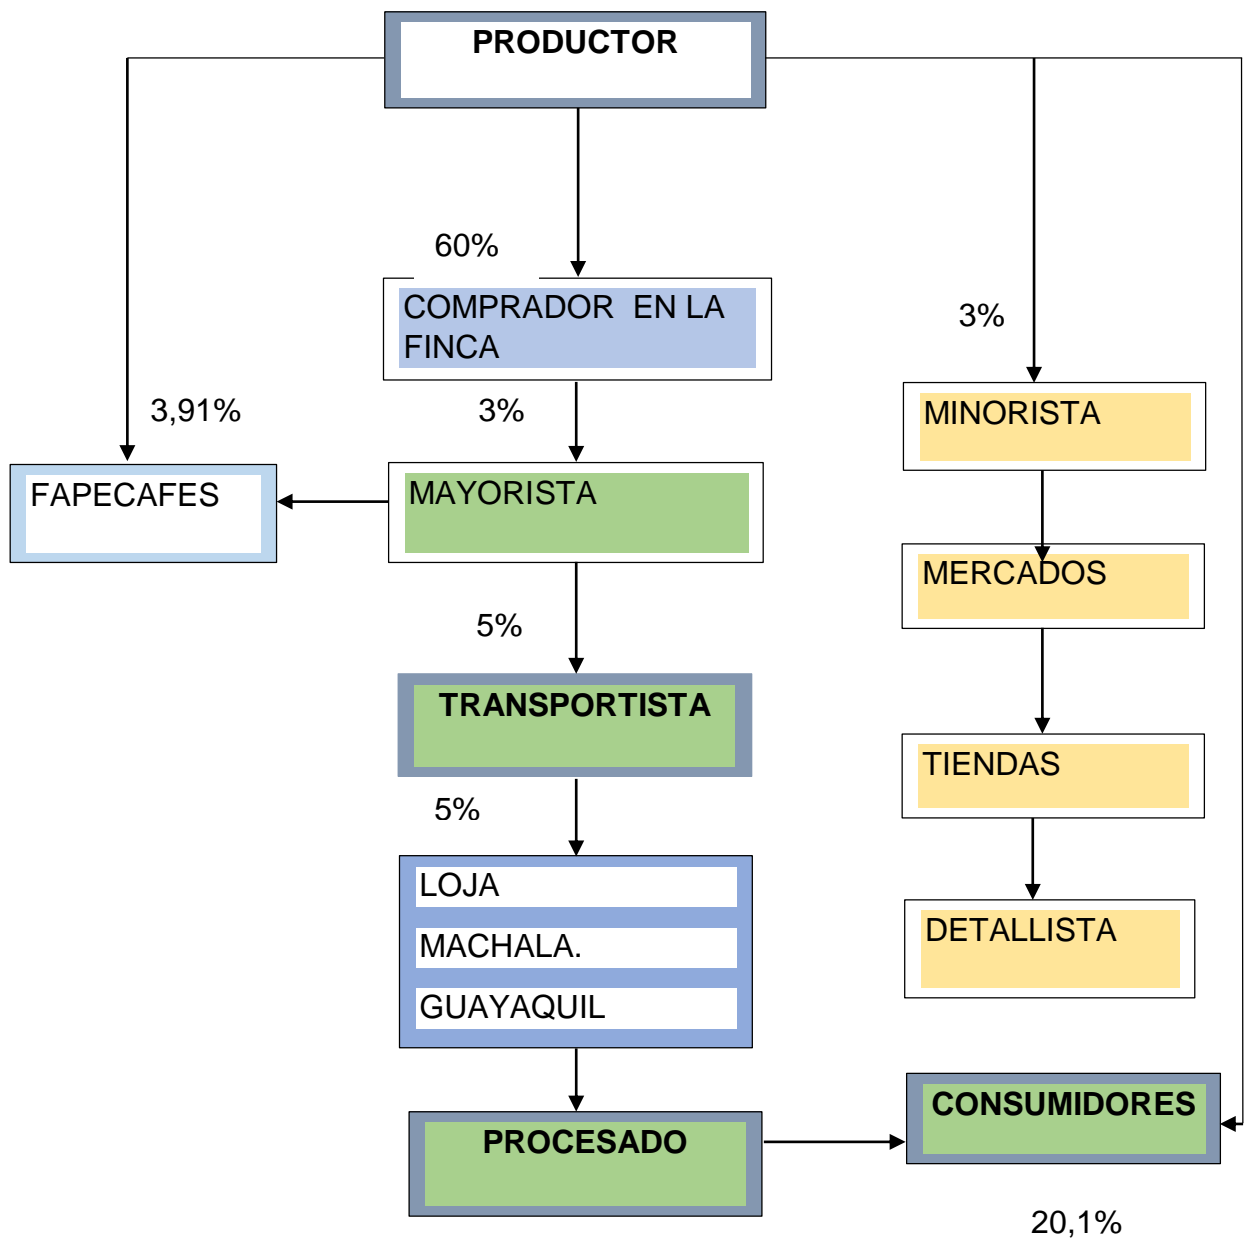 PRODUCTOR
60%
COMPRADOR EN LA
FINCA
3%
3,91%
3%
MINORISTA
FAPECAFES
MAYORISTA
MERCADOS
5%
TRANSPORTISTA
TIENDAS
5%
LOJA
MACHALA.
GUAYAQUIL
DETALLISTA
PROCESADO
CONSUMIDORES
20,1%